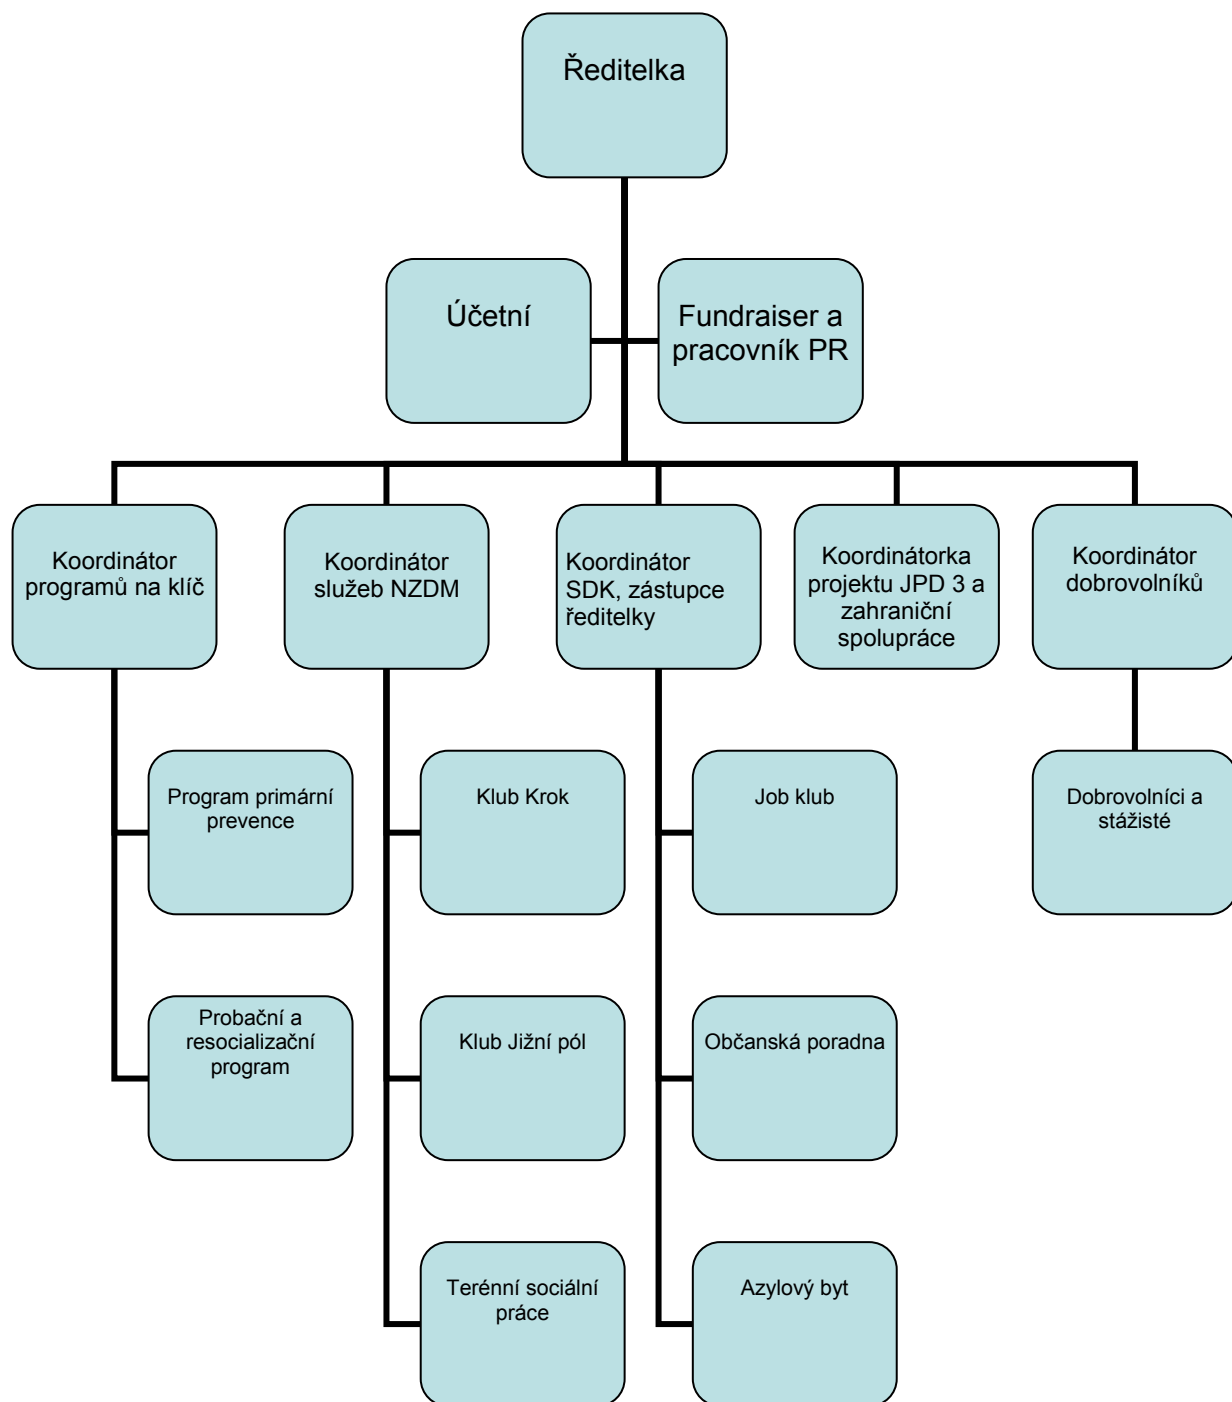 Ředitelka
Účetní
Fundraiser a
pracovník PR
Koordinátor
programů na klíč
Koordinátor
služeb NZDM
Koordinátor
SDK, zástupce
ředitelky
Koordinátorka
projektu JPD 3 a
zahraniční
spolupráce
Koordinátor
dobrovolníků
Program primární
prevence
Klub Krok
Job klub
Dobrovolníci a
stážisté
Probační a
resocializační
program
Klub Jižní pól
Občanská poradna
Terénní sociální
práce
Azylový byt